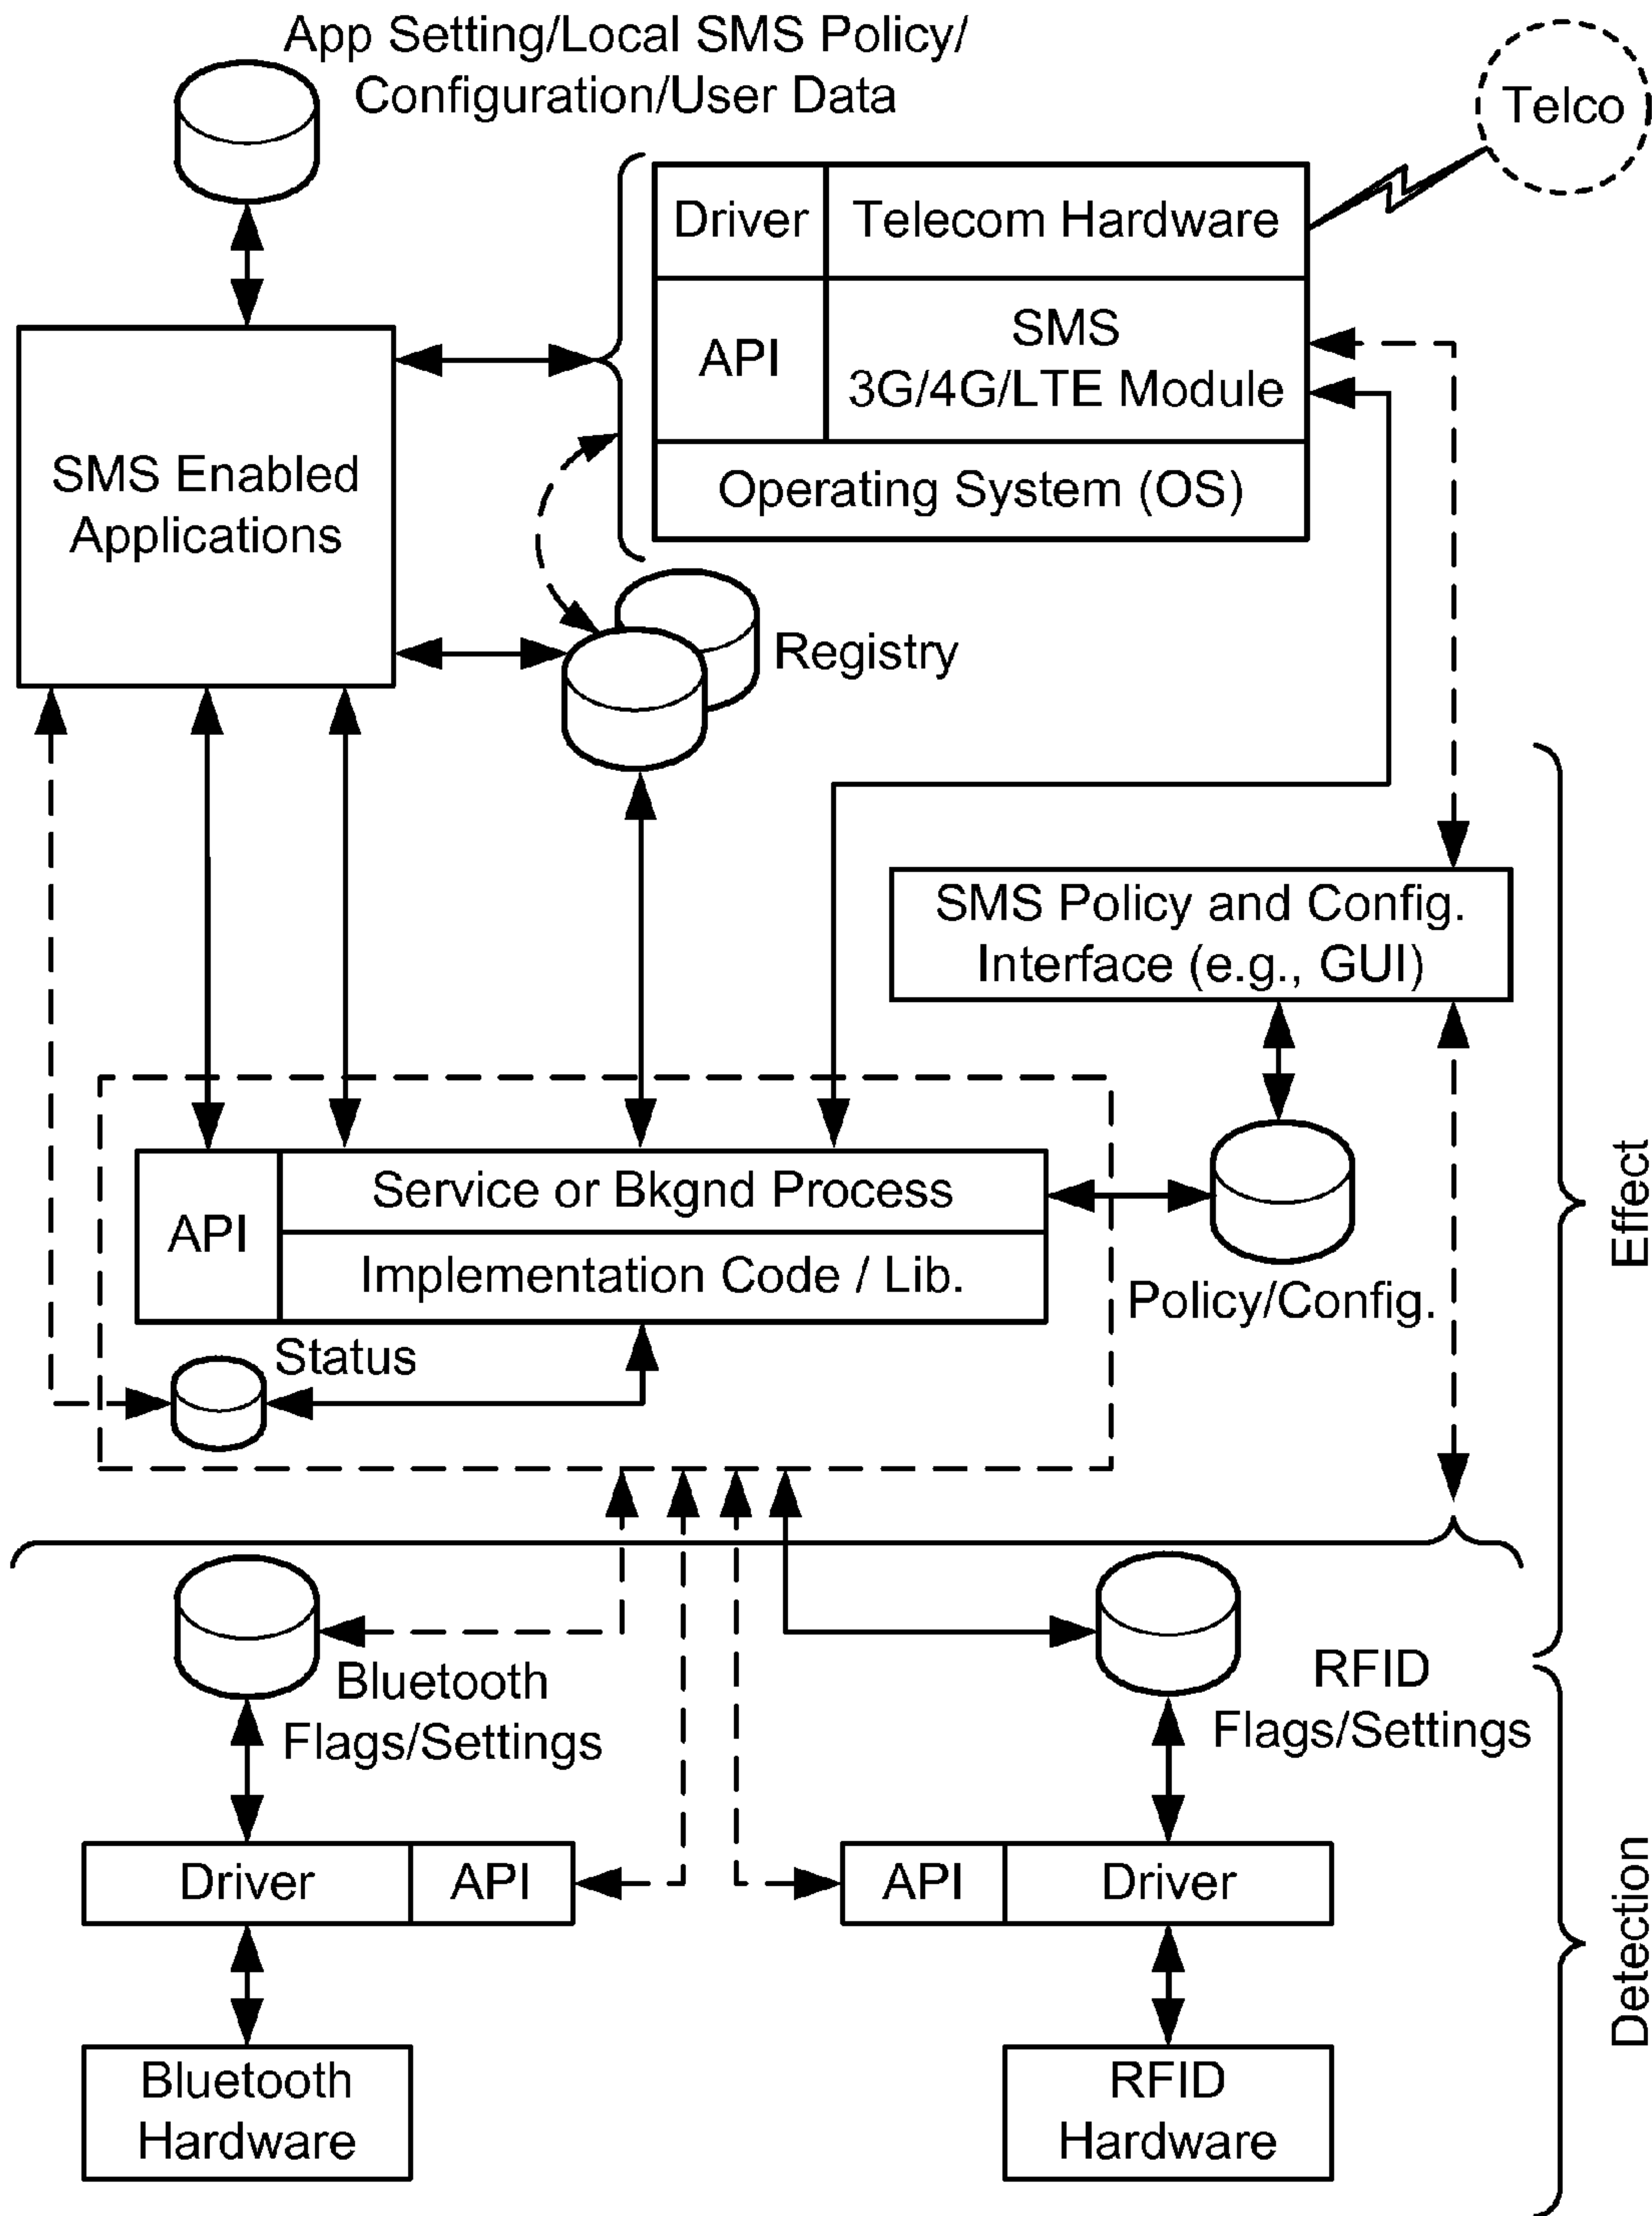 App Setting/Local SMS Policy/
Configuration/User Data
Telco
Driver
Telecom Hardware
API
SMS
3G/4G/LTE Module
Operating System (OS)
SMS Enabled
Applications
Registry
SMS Policy and Config.
Interface (e.g., GUI)
API
Service or Bkgnd Process
Implementation Code / Lib.
Policy/Config.
Status
Effect
Bluetooth
Flags/Settings
RFID
Flags/Settings
Driver
API
API
Driver
Detection
Bluetooth
Hardware
RFID
Hardware